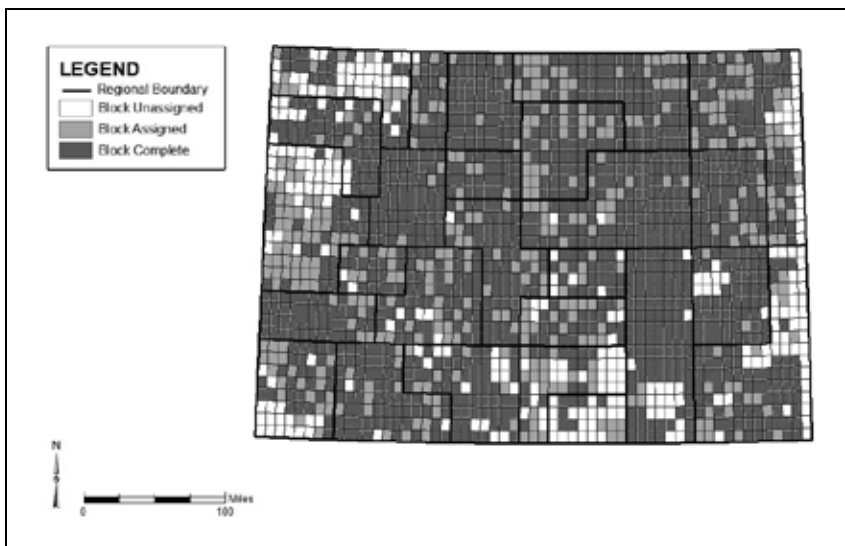 LEGEND
Regional Boundary
Block Unassigned
Block Assigned
Block Complete
N
Miles
0
100